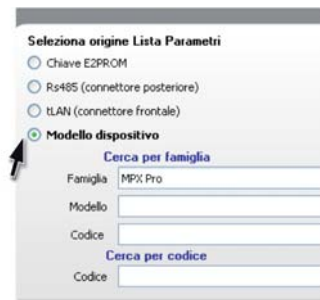 Seleziona origine Lista Parametri
Chiave E2PROM
Rs485 (connettore posteriore)
tLAN (connettore frontale)
Modello dispositivo
Cerca per famiglia
Famiglia MPX Pro
Modello
Codice
Cerca per codice
Codice